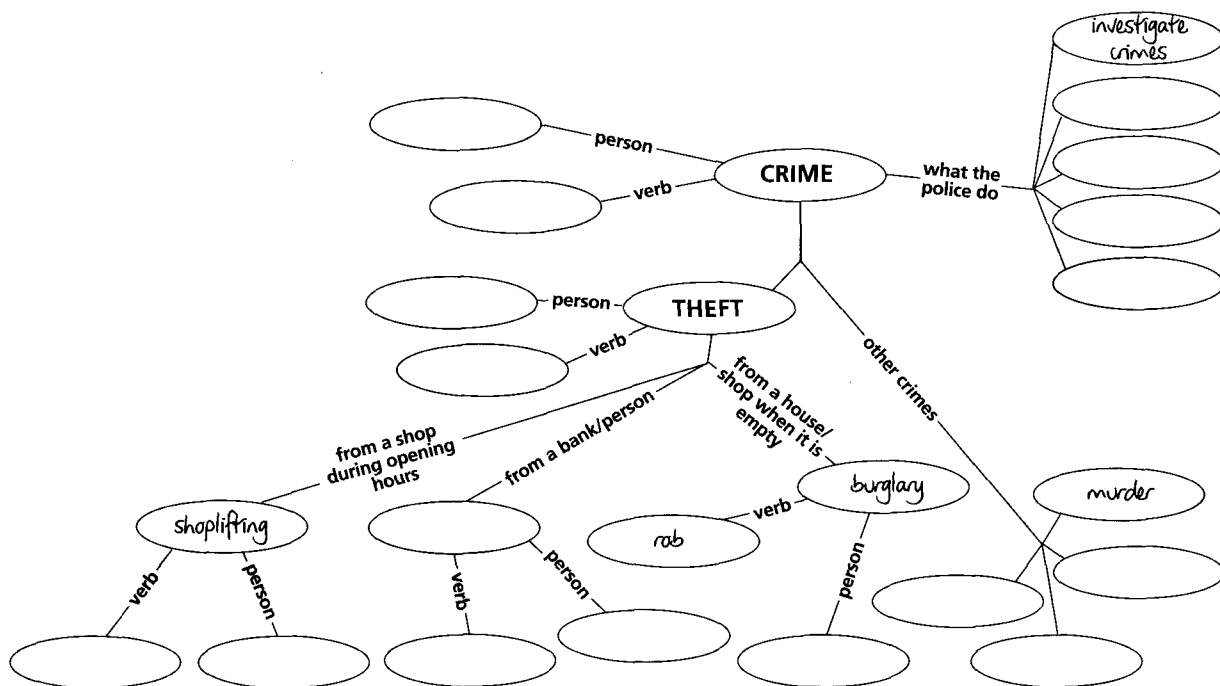 investigate
crimes
person
CRIME
what the
police do
verb
person
THEFT
verb
other crimes
from a house/
shop when it is
empty
from a bank/person
from a shop
during opening
hours
shoplifting
burglary
murder
verb
rob
verb
person
verb
person
person